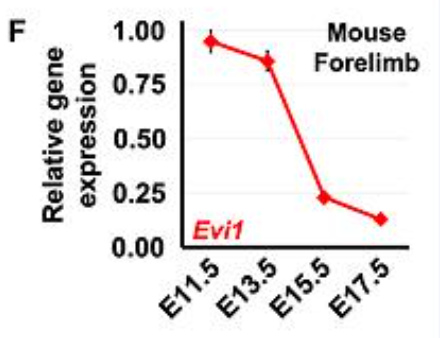 F
Mouse
Forelimb
Relative gene
expression
1.00
0.75
0.50
0.25
0.00
Evi1
E11.5
E13.5
E15.5
E17.5